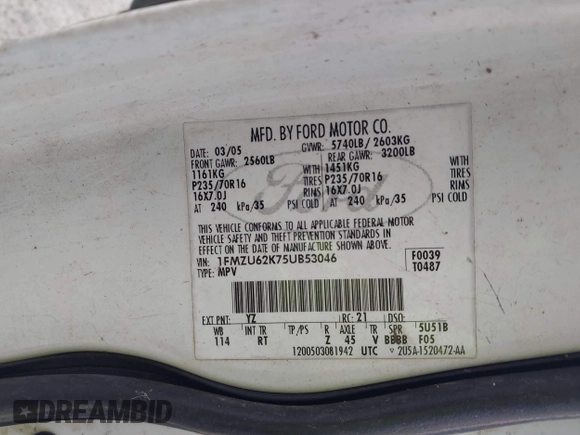 MFD. BY FORD MOTOR CO.
DATE: 03/05 GVWR: 5740LB/ 2603KG
FRONT GAWR: 2560LB REAR GAWR: 3200LB
1161KG WITH 1451KG WITH
P235/70R16 TIRES P235/70R16 TIRES
16X7.0J RIMS 16X7.0J RIMS
AT 240 kPa/35 PSI COLD AT 240 kPa/35 PSI COLD
Ford
THIS VEHICLE CONFORMS TO ALL APPLICABLE FEDERAL MOTOR
VEHICLE SAFETY AND THEFT PREVENTION STANDARDS IN
EFFECT ON THE DATE OF MANUFACTURE SHOWN ABOVE.
VIN: 1FMZU62K75UB53046 F0039
TYPE: MPV T0487
EXT PNT: YZ RC: 21 DSO:
WB INT TR TP/PS R AXLE TR SPR 5U51B
114 RT Z 45 V BBBB F05
1200503081942 UTC 2U5A-1520472-AA
DREAMBID